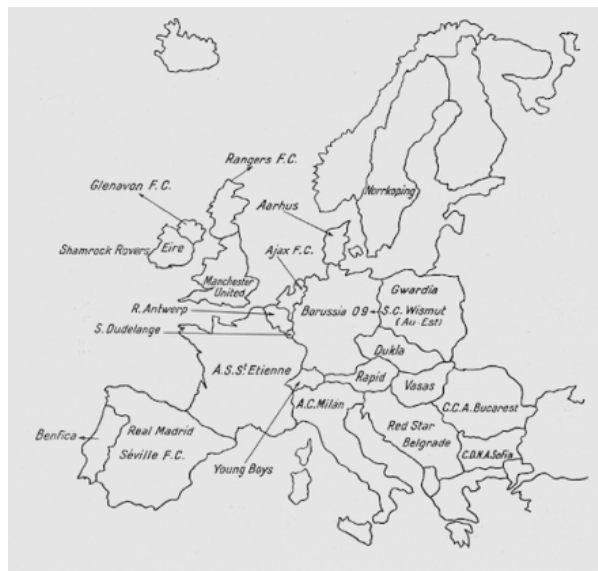 Rangers F.C.
Glenavon F.C.
Aarhus
Norrkoping
Shamrock Rovers
Eire
Ajax F.C.
Manchester
United
Gwardia
R. Antwerp
Borussia 09
S.C. Wismut
(Au-Est)
S. Dudelange
Dukla
A.S.St Etienne
Rapid
Vasas
A.C.Milan
C.C.A. Bucarest
Real Madrid
Red Star
Belgrade
Benfica
Séville F.C.
C.D.N.A. Sofia
Young Boys